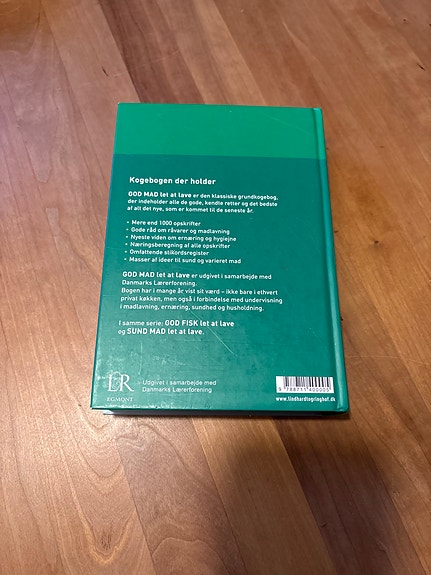 Kogebogen der holder
GOD MAD let at lave er den klassiske grundkogebog,
der indeholder alle de gode, kendte retter og det bedste
af alt det nye, som er kommet til de seneste år.
• Mere end 1000 opskrifter
• Gode råd om råvarer og madlavning
• Nyeste viden om ernæring og hygiejne
• Næringsberegning af alle opskrifter
• Omfattende stikordsregister
• Masser af ideer til sund og varieret mad
GOD MAD let at lave er udgivet i samarbejde med
Danmarks Lærerforening.
Bogen har i mange år vist sit værd – ikke bare i ethvert
privat køkken, men også i forbindelse med undervisning
i madlavning, ernæring, sundhed og husholdning.
I samme serie: GOD FISK let at lave
og SUND MAD let at lave.
LR
EGMONT
Udgivet i samarbejde med
Danmarks Lærerforening
9 788711 400005
www.lindhardtogringhof.dk